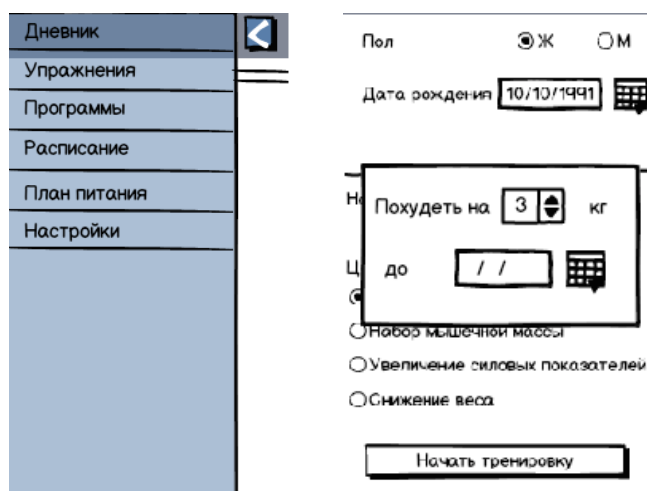 Дневник
Упражнения
Программы
Расписание
План питания
Настройки
Пол Ж М
Дата рождения 10/10/1991
Похудеть на 3 кг
до / /
Набор мышечной массы
Увеличение силовых показателей
Снижение веса
Начать тренировку